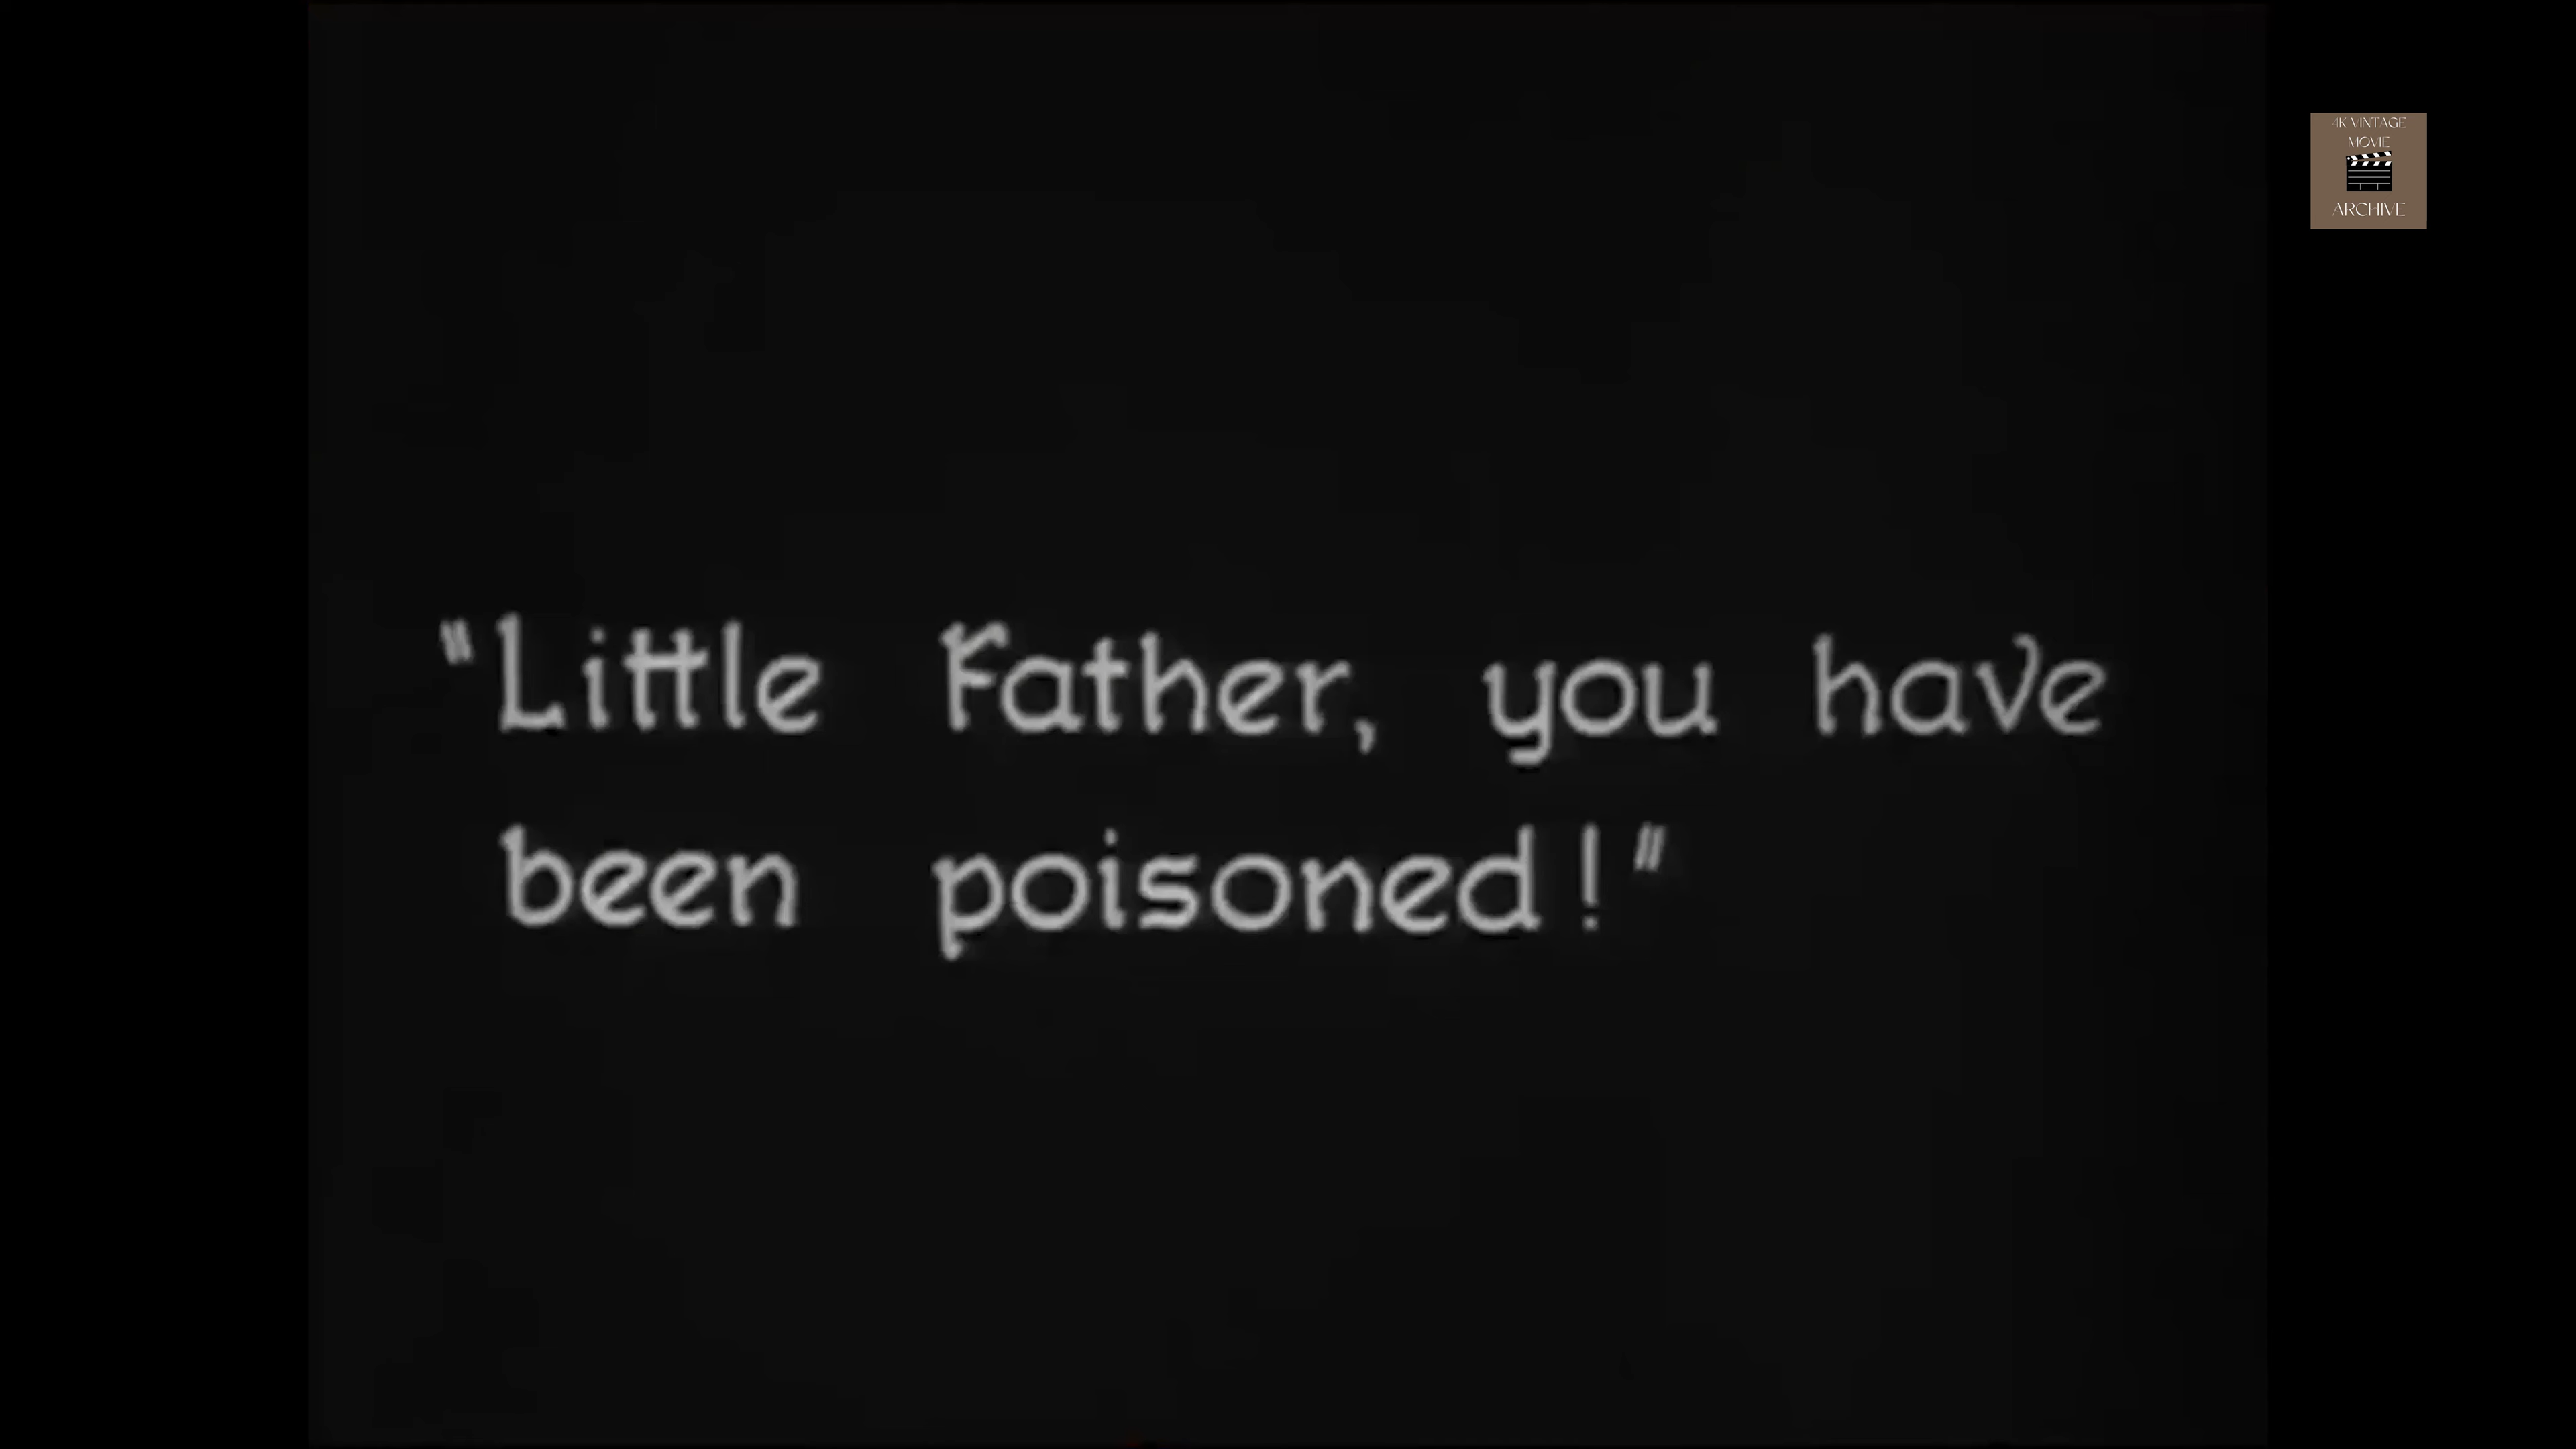 4K VINTAGE
MOVIE
ARCHIVE
"Little Father, you have
been poisoned!"